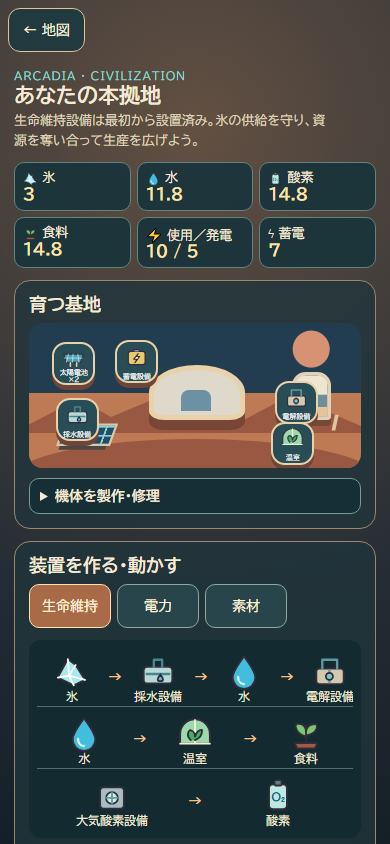 ← 地図
ARCADIA · CIVILIZATION
あなたの本拠地
生命維持設備は最初から設置済み。氷の供給を守り、資
源を奪い合って生産を広げよう。
氷 水 酸素
3 11.8 14.8
食料 使用／発電 蓄電
14.8 10 / 5 7
育つ基地
太陽電池
×2
蓄電設備
電解設備
採水設備
温室
▶ 機体を製作・修理
装置を作る・動かす
生命維持 電力 素材
→ → →
氷 採水設備 水 電解設備
→ →
水 温室 食料
O₂
→
大気酸素設備 酸素